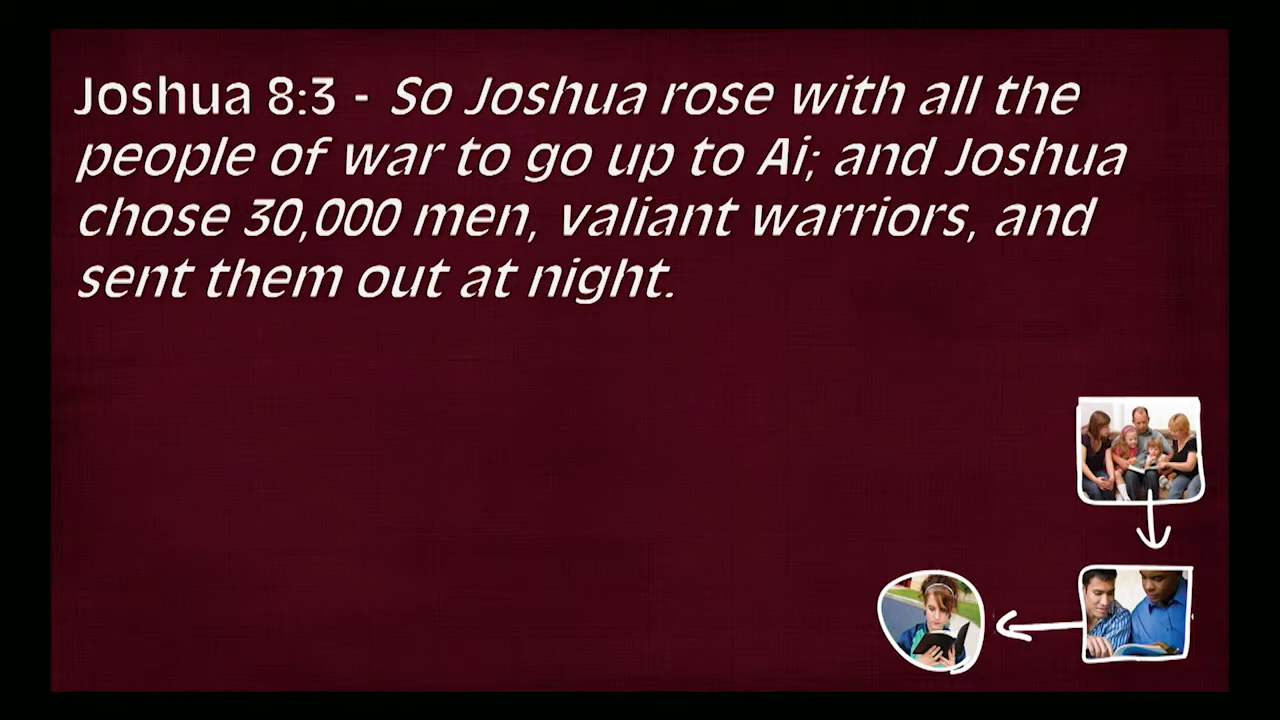 Joshua 8:3 - So Joshua rose with all the
people of war to go up to Ai; and Joshua
chose 30,000 men, valiant warriors, and
sent them out at night.